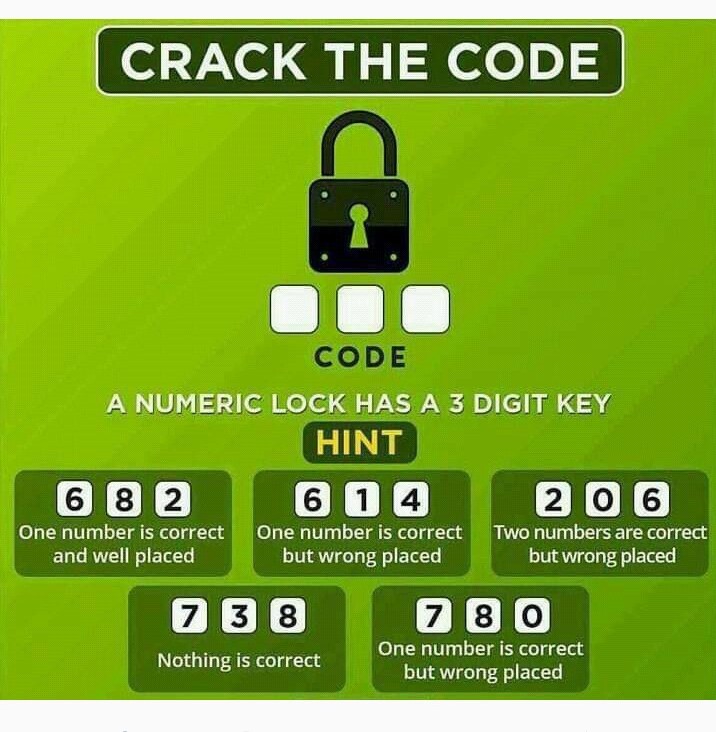 CRACK THE CODE
CODE
A NUMERIC LOCK HAS A 3 DIGIT KEY
HINT
6 8 2
One number is correct
and well placed
6 1 4
One number is correct
but wrong placed
2 0 6
Two numbers are correct
but wrong placed
7 3 8
Nothing is correct
7 8 0
One number is correct
but wrong placed